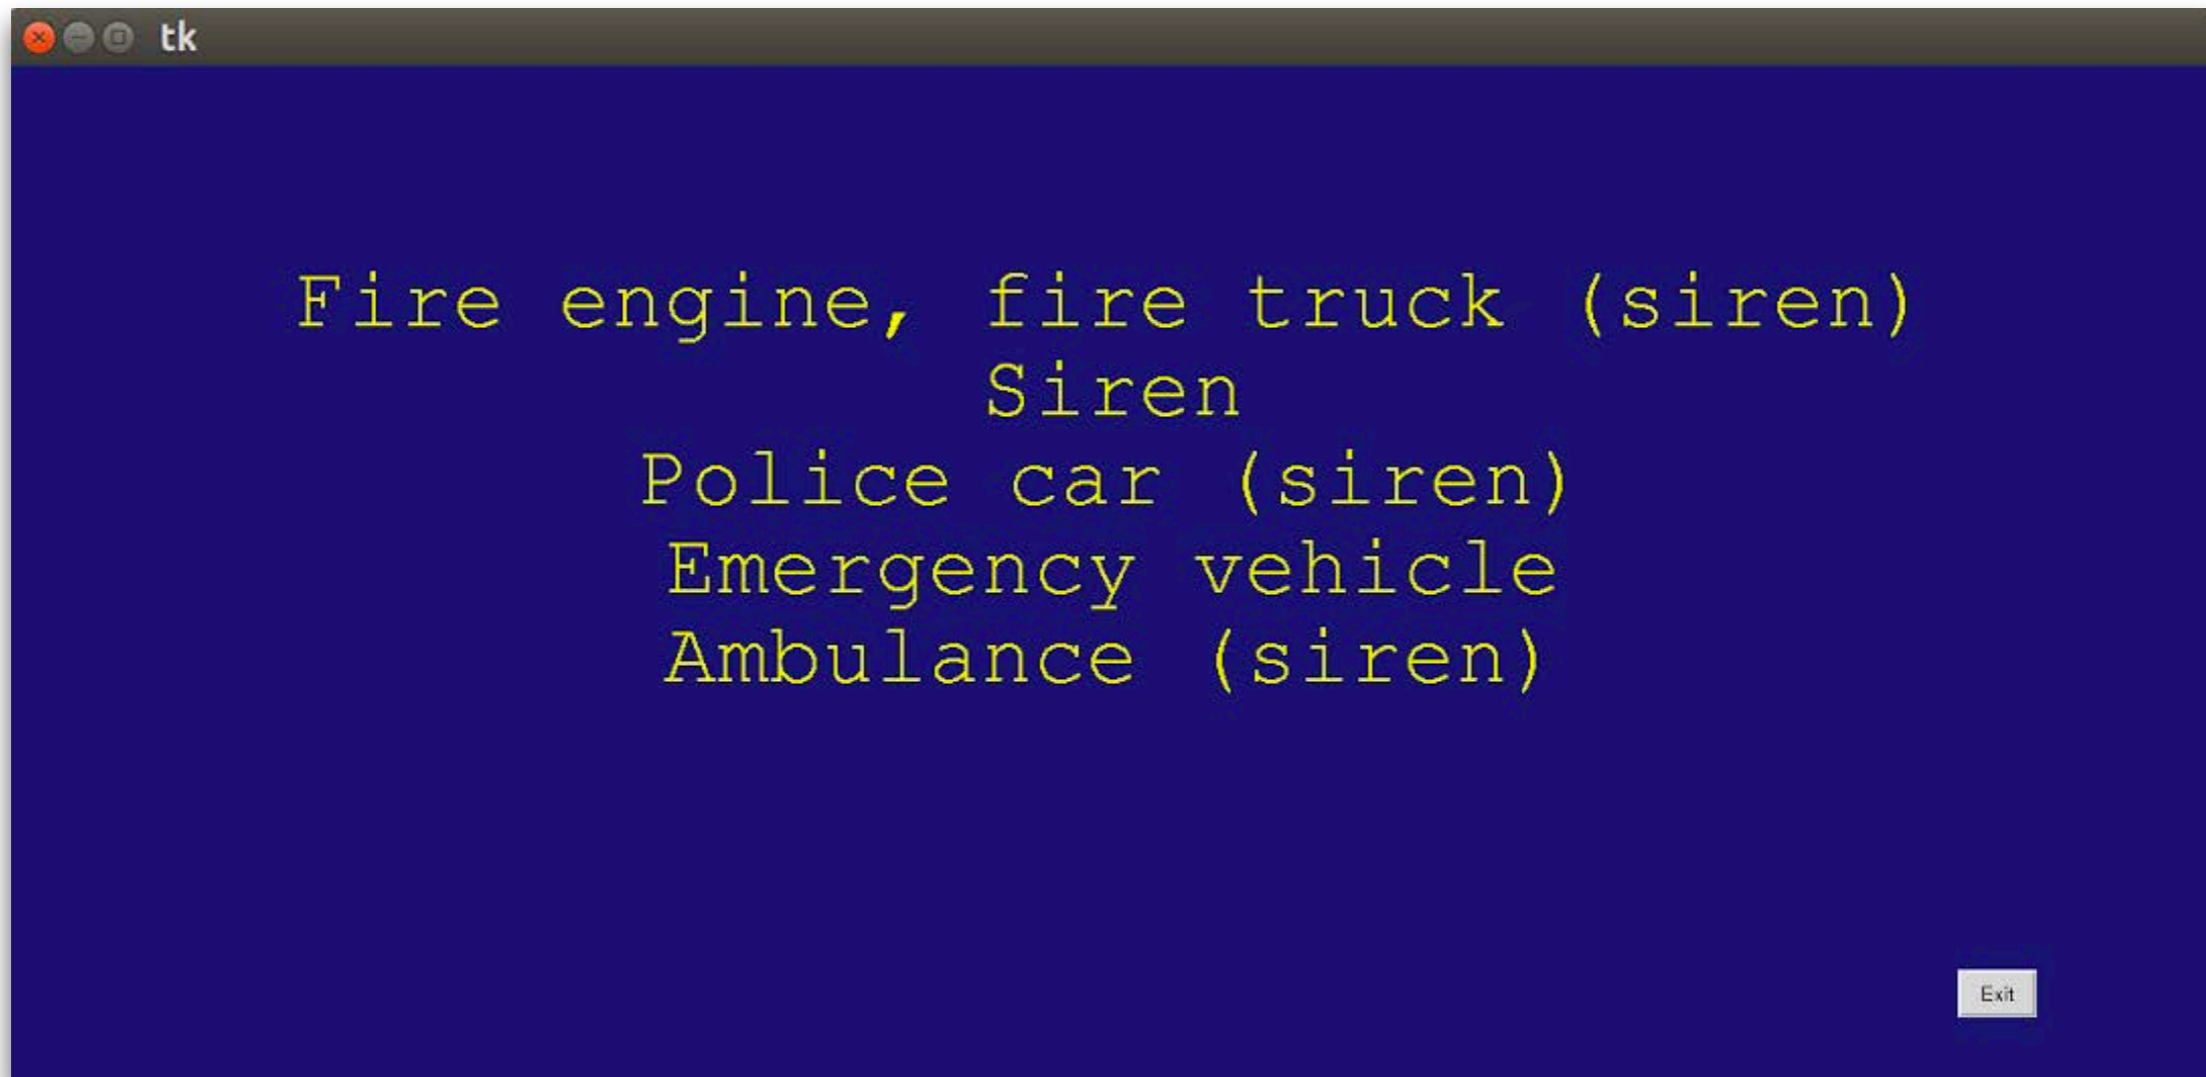 tk
Fire engine, fire truck (siren)
Siren
Police car (siren)
Emergency vehicle
Ambulance (siren)
Exit